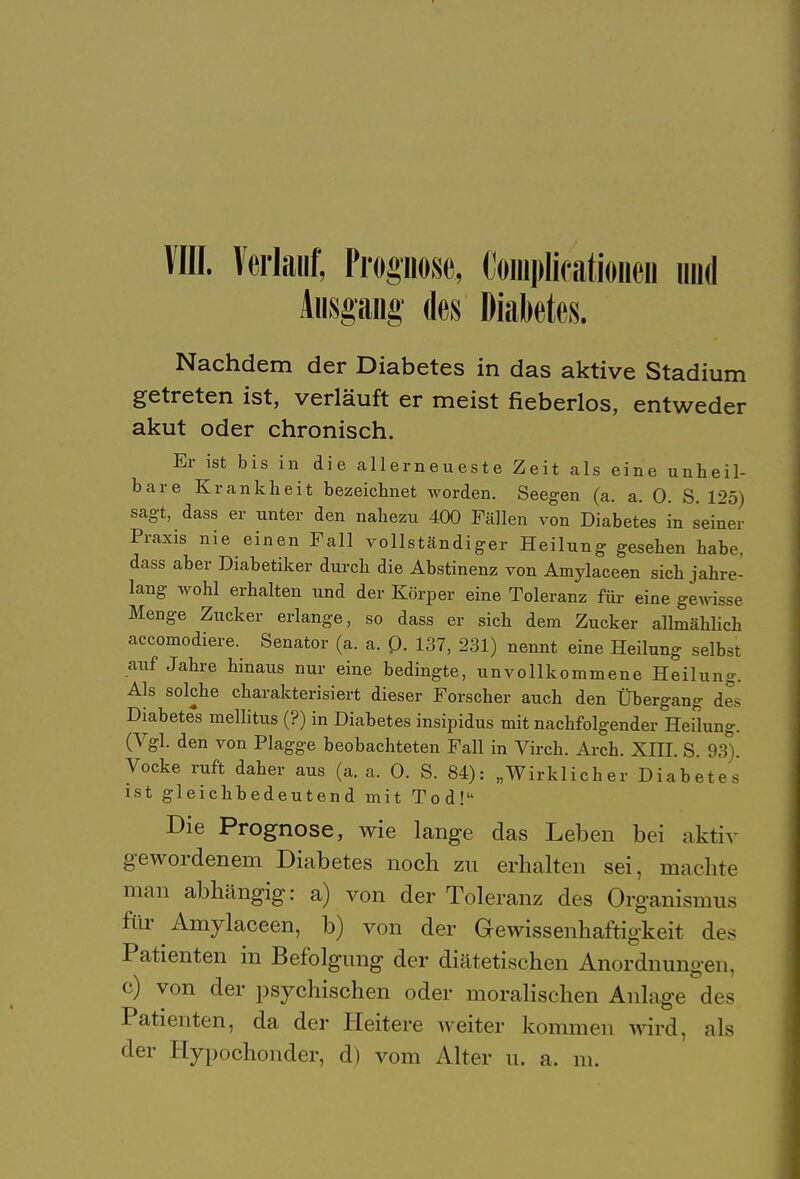 VIII. Verlauf, Prognose, Complicationen und
Ausgang des Diabetes.
Nachdem der Diabetes in das aktive Stadium
getreten ist, verläuft er meist fieberlos, entweder
akut oder chronisch.
Er ist bis in die allerneueste Zeit als eine unheil-
bare Krankheit bezeichnet worden. Seegen (a. a. O. S. 125)
sagt, dass er unter den nahezu 400 Fällen von Diabetes in seiner
Praxis nie einen Fall vollständiger Heilung gesehen habe,
dass aber Diabetiker durch die Abstinenz von Amylaceen sich jahre-
lang wohl erhalten und der Körper eine Toleranz für eine gewisse
Menge Zucker erlange, so dass er sich dem Zucker allmählich
accomodiere. Senator (a. a. O. 137, 231) nennt eine Heilung selbst
auf Jahre hinaus nur eine bedingte, unvollkommene Heilung.
Als solche charakterisiert dieser Forscher auch den Übergang des
Diabetes mellitus (?) in Diabetes insipidus mit nachfolgender Heilung.
(Vgl. den von Plagge beobachteten Fall in Virch. Arch. XIII. S. 93).
Vocke ruft daher aus (a. a. O. S. 84): „Wirklicher Diabetes
ist gleichbedeutend mit Tod!“
Die Prognose, wie lange das Leben bei aktiv
gewordenem Diabetes noch zu erhalten sei, machte
man abhängig: a) von der Toleranz des Organismus
für Amylaceen, b) von der Gewissenhaftigkeit des
Patienten in Befolgung der diätetischen Anordnungen,
c) von der psychischen oder moralischen Anlage des
Patienten, da der Heitere weiter kommen wird, als
der Hypochonder, d) vom Alter u. a. m.